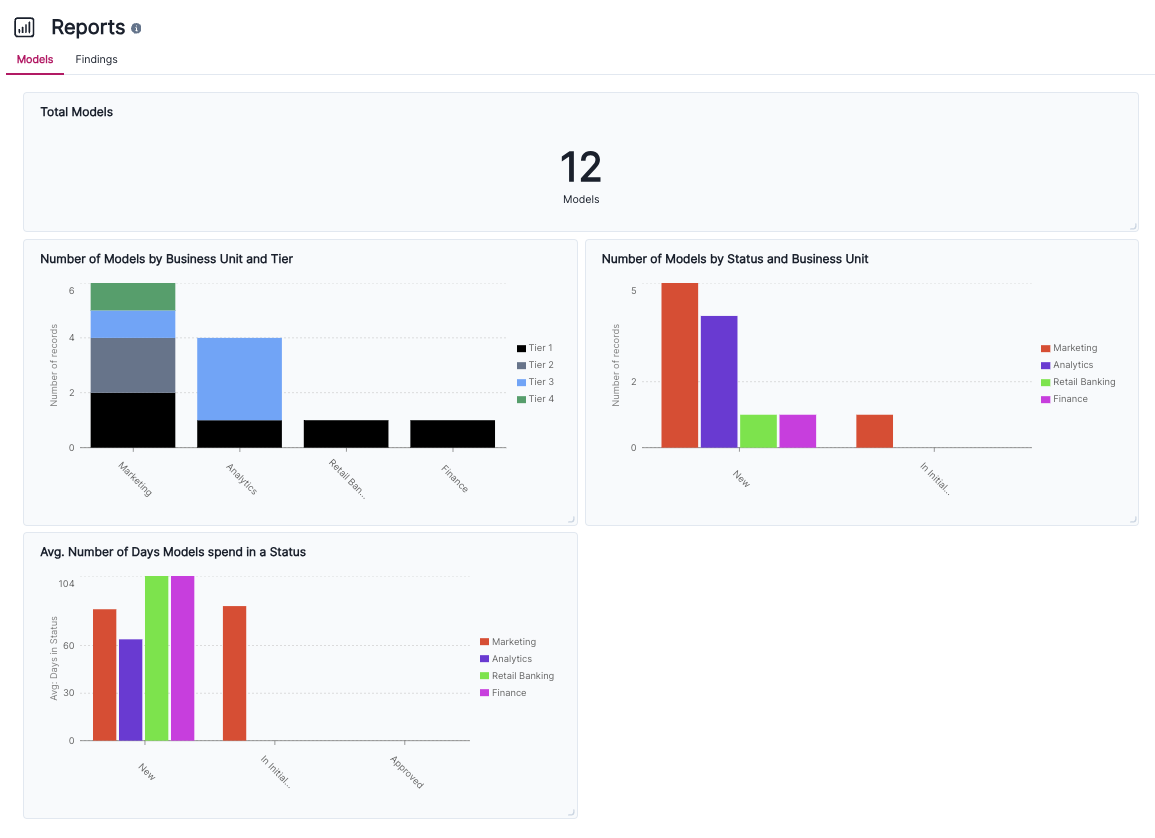 Reports
Models Findings
Total Models
12
Models
Number of Models by Business Unit and Tier
Number of records
6
4
2
0
Marketing
Analytics
Retail Ban...
Finance
Tier 1
Tier 2
Tier 3
Tier 4
Number of Models by Status and Business Unit
Number of records
5
2
0
New
In Initial...
Marketing
Analytics
Retail Banking
Finance
Avg. Number of Days Models spend in a Status
Avg: Days in Status
104
60
30
0
New
In Initial...
Approved
Marketing
Analytics
Retail Banking
Finance